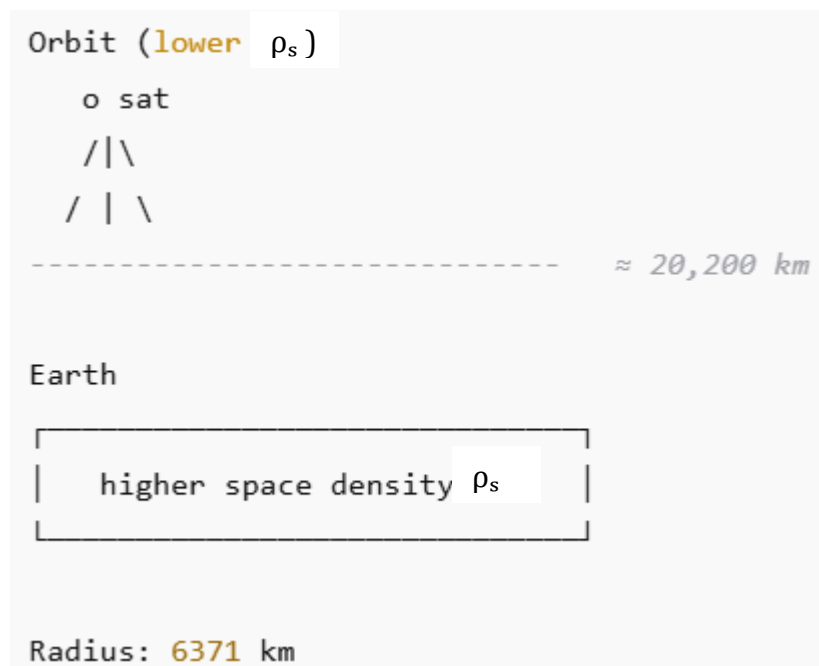 Orbit (lower ρₛ)
o sat
/|\
/ | \
------------------------------ ≈ 20,200 km
Earth
higher space density ρₛ
Radius: 6371 km